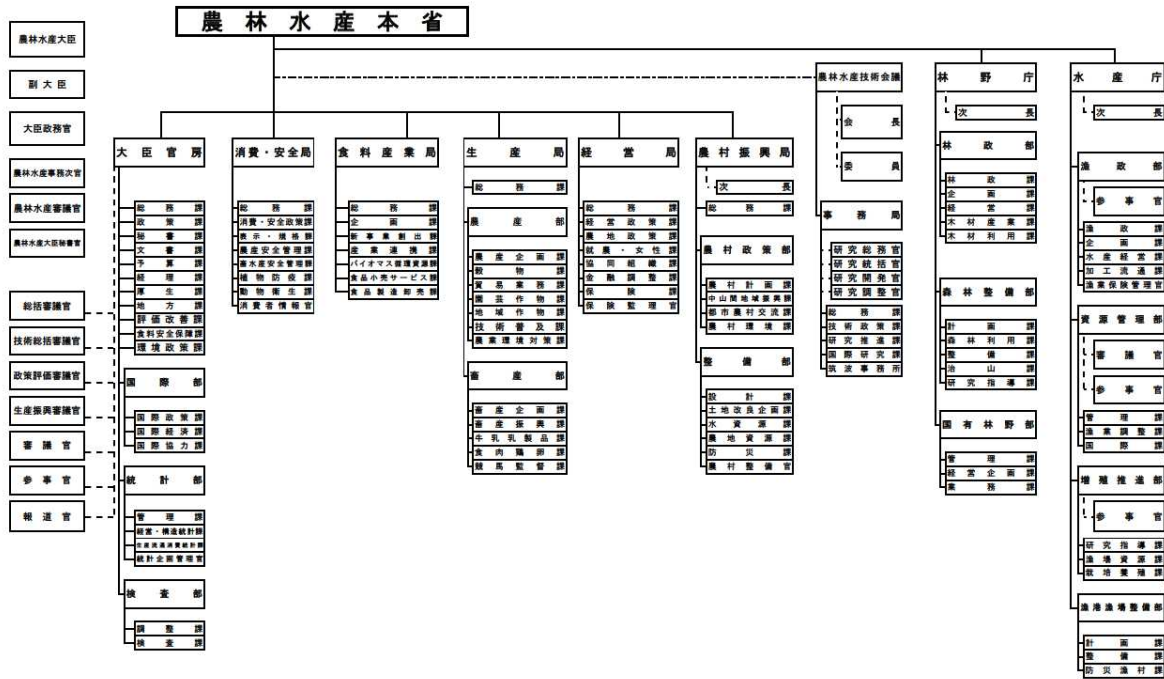 農林水産本省
農林水産大臣
副大臣
大臣政務官
農林水産事務次官
農林水産審議官
農林水産大臣秘書官
総括審議官
技術総括審議官
政策評価審議官
生産振興審議官
審議官
参事官
報道官
大臣官房
総務課
政策課
秘書課
文書課
予算課
経理課
厚生課
地方課
評価改善課
食料安全保障課
環境政策課
国際部
国際政策課
国際経済課
国際協力課
統計部
管理課
経営・構造統計課
生産流通消費統計課
統計企画管理官
検査部
調整課
検査課
消費・安全局
総務課
消費・安全政策課
表示・規格課
農産安全管理課
畜水産安全管理課
植物防疫課
動物衛生課
消費者情報官
食料産業局
総務課
企画課
新事業創出課
産業連携課
バイオマス循環資源課
食品小売サービス課
食品製造卸売課
生産局
総務課
農産部
農産企画課
穀物課
貿易業務課
園芸作物課
地域作物課
技術普及課
農業環境対策課
畜産部
畜産企画課
畜産振興課
牛乳乳製品課
食肉鶏卵課
競馬監督課
経営局
総務課
経営政策課
農地政策課
就農・女性課
協同組織課
金融調整課
保険課
保険監理官
農村振興局
次長
総務課
農村政策部
農村計画課
中山間地域振興課
都市農村交流課
農村環境課
整備部
設計課
土地改良企画課
水資源課
農地資源課
防災課
農村整備官
農林水産技術会議
会長
委員
事務局
研究総務官
研究統括官
研究開発官
研究調整官
総務課
技術政策課
研究推進課
国際研究課
筑波事務所
林野庁
次長
林政部
林政課
企画課
経営課
木材産業課
木材利用課
森林整備部
計画課
森林利用課
整備課
治山課
研究指導課
国有林野部
管理課
経営企画課
業務課
水産庁
次長
漁政部
参事官
漁政課
企画課
水産経営課
加工流通課
漁業保険管理官
資源管理部
審議官
参事官
管理課
漁業調整課
国際課
増殖推進部
参事官
研究指導課
漁場資源課
栽培養殖課
漁港漁場整備部
計画課
整備課
防災漁村課